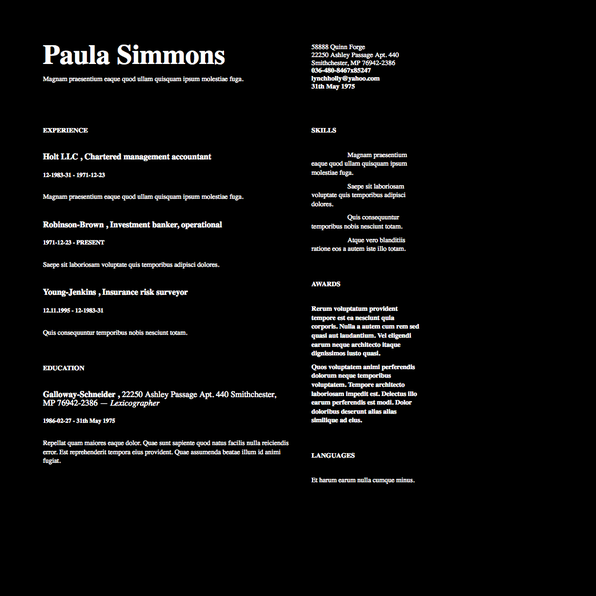 Paula Simmons
Magnam praesentium eaque quod ullam quisquam ipsum molestiae fuga.
58888 Quinn Forge
22250 Ashley Passage Apt. 440
Smithchester, MP 76942-2386
036-480-8467x85247
lynchholly@yahoo.com
31th May 1975
EXPERIENCE
Holt LLC , Chartered management accountant
12-1983-31 - 1971-12-23
Magnam praesentium eaque quod ullam quisquam ipsum molestiae fuga.
Robinson-Brown , Investment banker, operational
1971-12-23 - PRESENT
Saepe sit laboriosam voluptate quis temporibus adipisci dolores.
Young-Jenkins , Insurance risk surveyor
12.11.1995 - 12-1983-31
Quis consequuntur temporibus nobis nesciunt totam.
EDUCATION
Galloway-Schneider , 22250 Ashley Passage Apt. 440 Smithchester,
MP 76942-2386 — Lexicographer
1986-02-27 - 31th May 1975
Repellat quam maiores eaque dolor. Quae sunt sapiente quod natus facilis nulla reiciendis
error. Est reprehenderit tempora eius provident. Quae assumenda beatae illum id animi
fugiat.
SKILLS
Magnam praesentium
eaque quod ullam quisquam ipsum
molestiae fuga.
Saepe sit laboriosam
voluptate quis temporibus adipisci
dolores.
Quis consequuntur
temporibus nobis nesciunt totam.
Atque vero blanditiis
ratione eos a autem iste illo totam.
AWARDS
Rerum voluptatum provident
tempore est ea nesciunt quia
corporis. Nulla a autem cum rem sed
quasi aut laudantium. Vel eligendi
earum neque architecto itaque
dignissimos iusto quasi.
Quos voluptatem animi perferendis
dolorum neque temporibus
voluptatem. Tempore architecto
laboriosam impedit est. Delectus illo
earum perferendis est modi. Dolor
doloribus deserunt alias alias
similique ad eius.
LANGUAGES
Et harum earum nulla cumque minus.